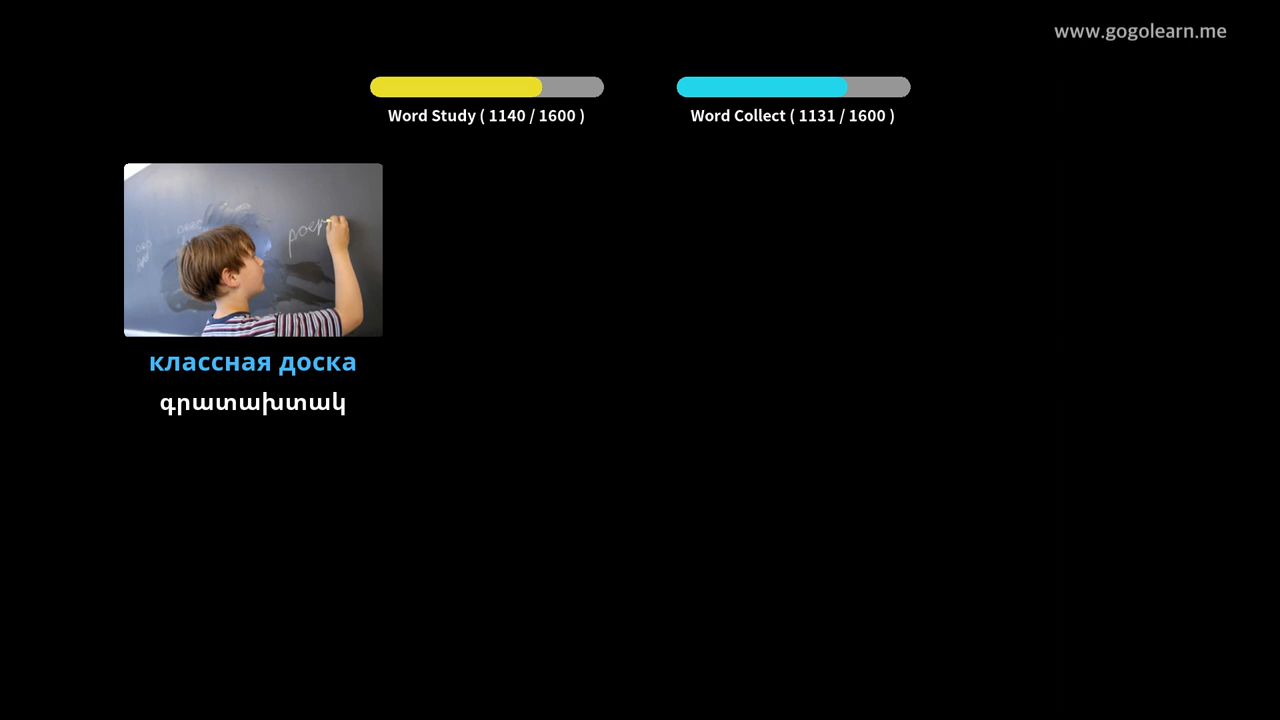 www.gogolearn.me
Word Study ( 1140 / 1600 )
Word Collect ( 1131 / 1600 )
классная доска
գրատախտակ